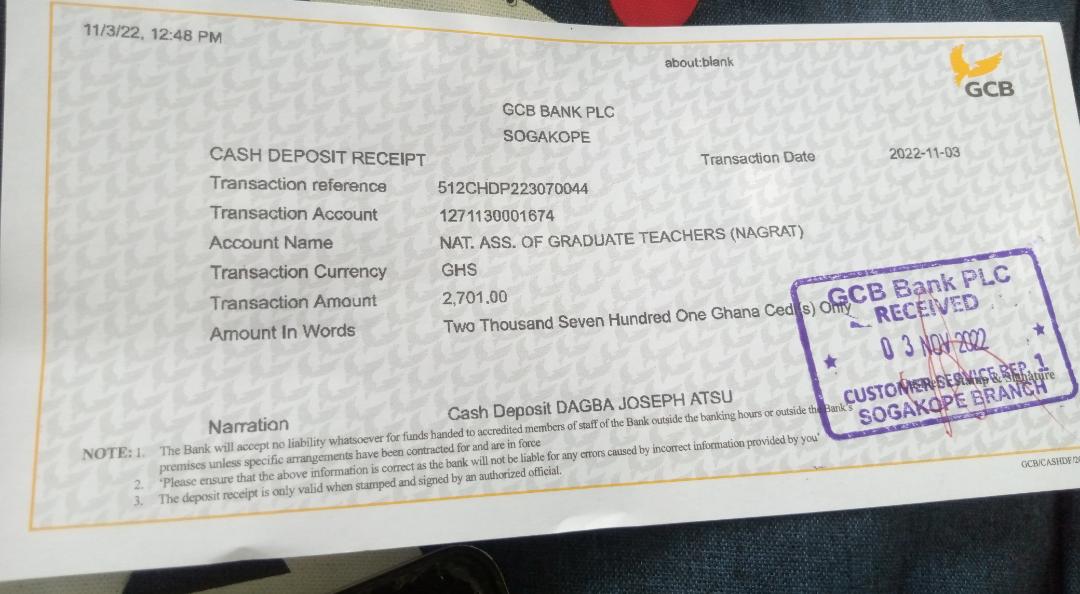 11/3/22, 12:48 PM
about:blank
GCB
GCB BANK PLC
SOGAKOPE
CASH DEPOSIT RECEIPT
Transaction Date 2022-11-03
Transaction reference 512CHDP223070044
Transaction Account 1271130001674
Account Name NAT. ASS. OF GRADUATE TEACHERS (NAGRAT)
Transaction Currency GHS
Transaction Amount 2,701.00
Amount In Words Two Thousand Seven Hundred One Ghana Cedi(s) Only
GCB Bank PLC
RECEIVED
03 NOV 2022
CUSTOMER SERVICE REP. 1
SOGAKOPE BRANCH
& Signature
Narration Cash Deposit DAGBA JOSEPH ATSU
NOTE: 1. The Bank will accept no liability whatsoever for funds handed to accredited members of staff of the Bank outside the banking hours or outside the Bank's
premises unless specific arrangements have been contracted for and are in force
2. 'Please ensure that the above information is correct as the bank will not be liable for any errors caused by incorrect information provided by you'
3. The deposit receipt is only valid when stamped and signed by an authorized official.